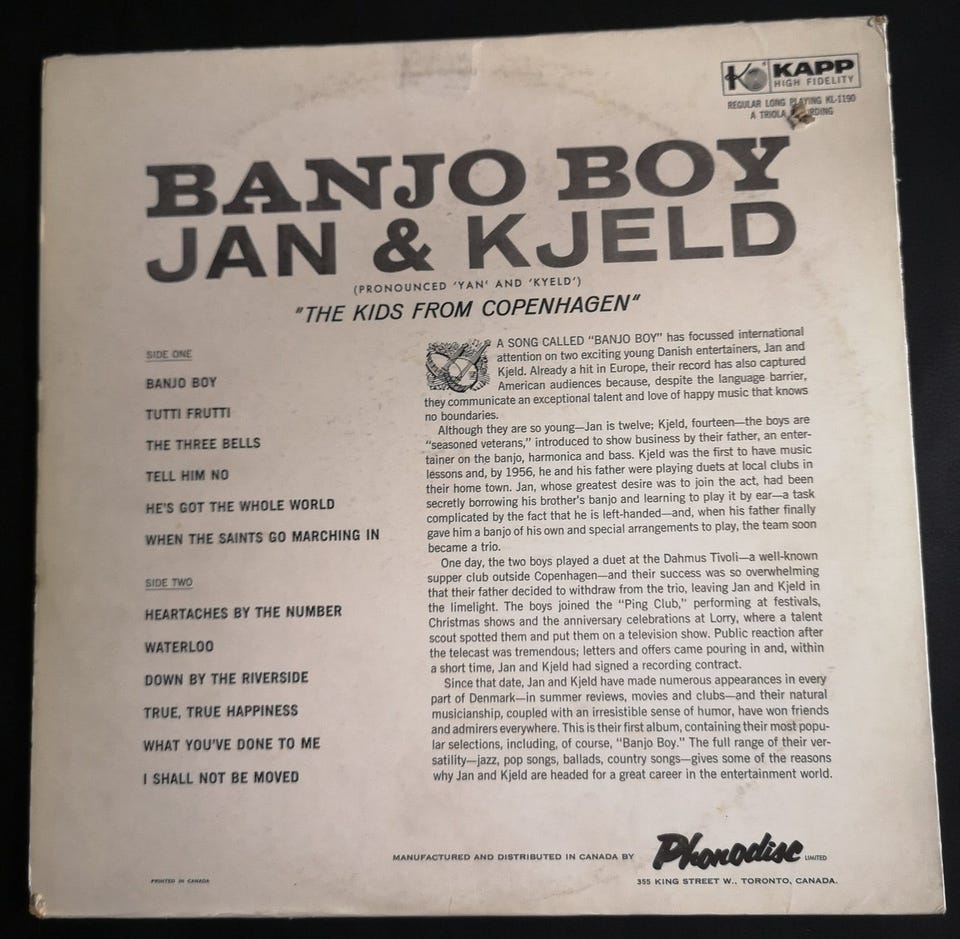 KAPP
HIGH FIDELITY
REGULAR LONG PLAYING KL-1190
A TRIOLA
BANJO BOY
JAN & KJELD
(PRONOUNCED 'YAN' AND 'KYELD')
"THE KIDS FROM COPENHAGEN"
SIDE ONE
BANJO BOY
TUTTI FRUTTI
THE THREE BELLS
TELL HIM NO
HE'S GOT THE WHOLE WORLD
WHEN THE SAINTS GO MARCHING IN
SIDE TWO
HEARTACHES BY THE NUMBER
WATERLOO
DOWN BY THE RIVERSIDE
TRUE, TRUE HAPPINESS
WHAT YOU'VE DONE TO ME
I SHALL NOT BE MOVED
A SONG CALLED "BANJO BOY" has focussed international
attention on two exciting young Danish entertainers, Jan and
Kjeld. Already a hit in Europe, their record has also captured
American audiences because, despite the language barrier,
they communicate an exceptional talent and love of happy music that knows
no boundaries.
Although they are so young—Jan is twelve; Kjeld, fourteen—the boys are
"seasoned veterans," introduced to show business by their father, an enter-
tainer on the banjo, harmonica and bass. Kjeld was the first to have music
lessons and, by 1956, he and his father were playing duets at local clubs in
their home town. Jan, whose greatest desire was to join the act, had been
secretly borrowing his brother's banjo and learning to play it by ear—a task
complicated by the fact that he is left-handed—and, when his father finally
gave him a banjo of his own and special arrangements to play, the team soon
became a trio.
One day, the two boys played a duet at the Dahmus Tivoli—a well-known
supper club outside Copenhagen—and their success was so overwhelming
that their father decided to withdraw from the trio, leaving Jan and Kjeld in
the limelight. The boys joined the "Ping Club," performing at festivals,
Christmas shows and the anniversary celebrations at Lorry, where a talent
scout spotted them and put them on a television show. Public reaction after
the telecast was tremendous; letters and offers came pouring in and, within
a short time, Jan and Kjeld had signed a recording contract.
Since that date, Jan and Kjeld have made numerous appearances in every
part of Denmark—in summer reviews, movies and clubs—and their natural
musicianship, coupled with an irresistible sense of humor, have won friends
and admirers everywhere. This is their first album, containing their most popu-
lar selections, including, of course, "Banjo Boy." The full range of their ver-
satility—jazz, pop songs, ballads, country songs—gives some of the reasons
why Jan and Kjeld are headed for a great career in the entertainment world.
MANUFACTURED AND DISTRIBUTED IN CANADA BY Phonodisc LIMITED
355 KING STREET W., TORONTO, CANADA.
PRINTED IN CANADA